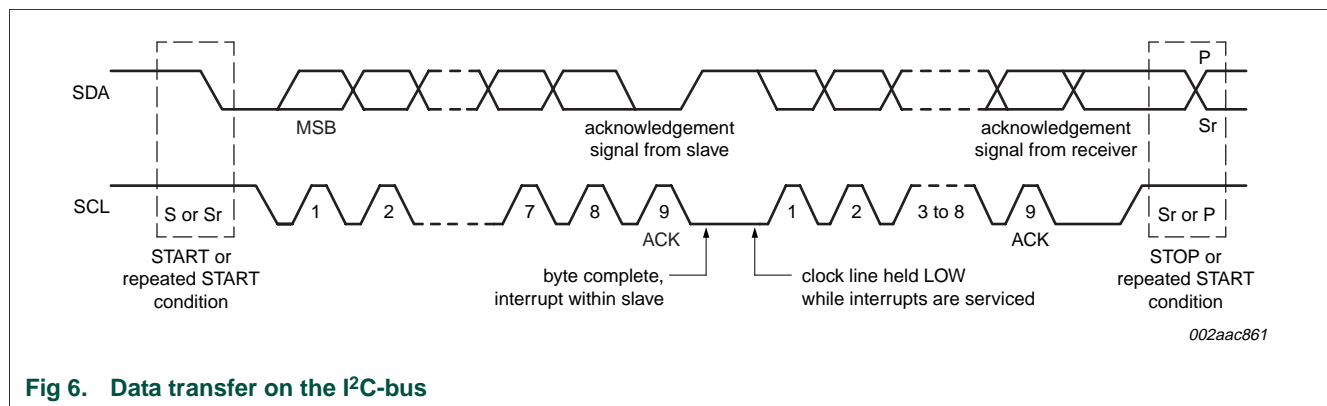 P
SDA
MSB
acknowledgement
signal from slave
acknowledgement
signal from receiver
Sr
SCL
S or Sr
1
2
7
8
9
1
2
3 to 8
9
Sr or P
ACK
ACK
START or
repeated START
condition
byte complete,
interrupt within slave
clock line held LOW
while interrupts are serviced
STOP or
repeated START
condition
002aac861
Fig 6. Data transfer on the I²C-bus